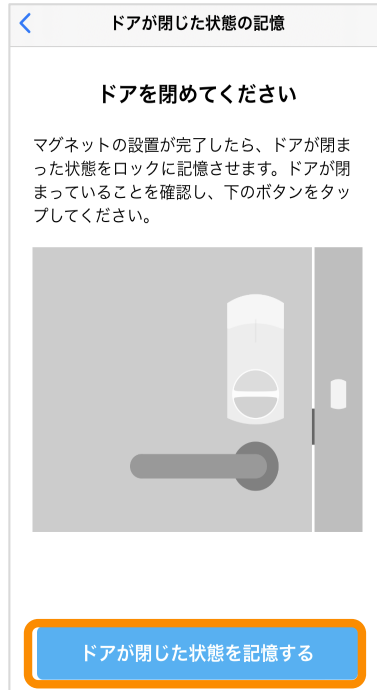 ドアが閉じた状態の記憶
ドアを閉めてください
マグネットの設置が完了したら、ドアが閉ま
った状態をロックに記憶させます。ドアが閉
まっていることを確認し、下のボタンをタッ
プしてください。
ドアが閉じた状態を記憶する